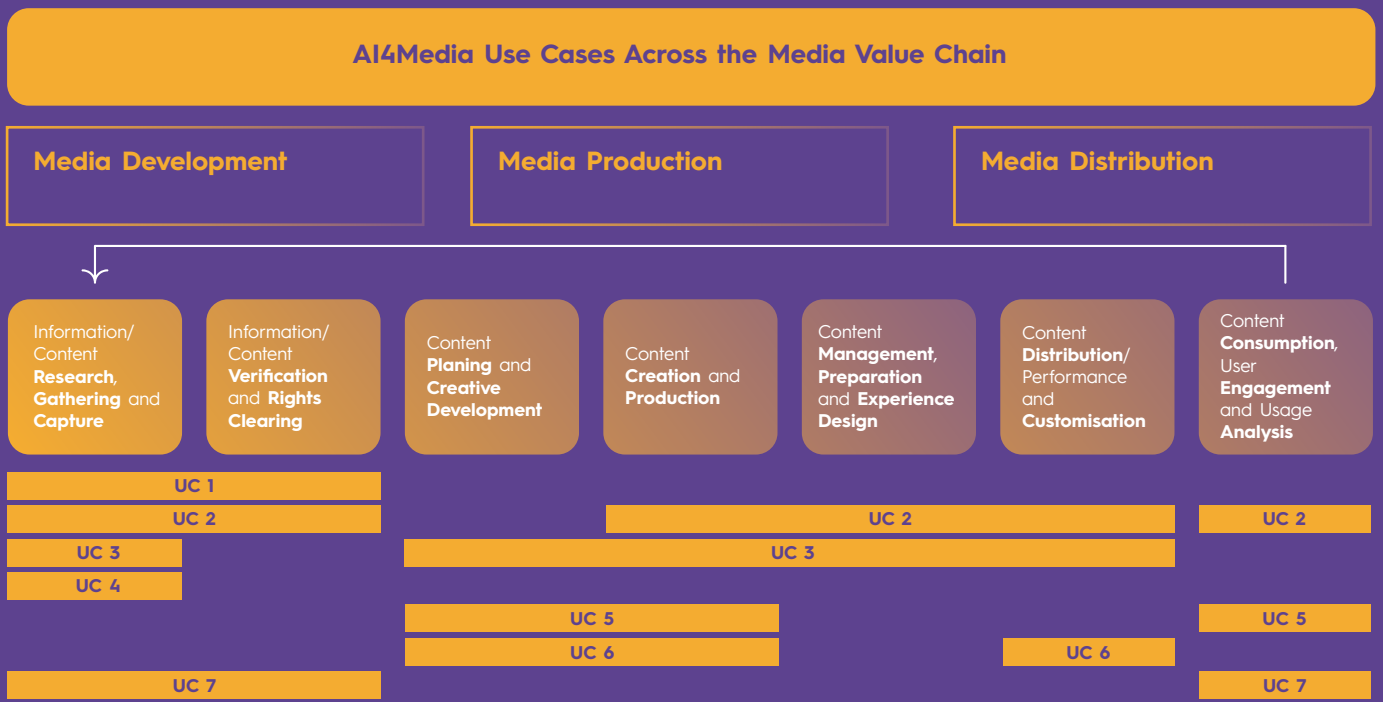 AI4Media Use Cases Across the Media Value Chain
Media Development
Media Production
Media Distribution
Information/
Content
Research,
Gathering and
Capture
Information/
Content
Verification
and Rights
Clearing
Content
Planing and
Creative
Development
Content
Creation and
Production
Content
Management,
Preparation
and Experience
Design
Content
Distribution/
Performance
and
Customisation
Content
Consumption,
User
Engagement
and Usage
Analysis
UC 1
UC 2
UC 2
UC 2
UC 3
UC 3
UC 4
UC 5
UC 5
UC 6
UC 6
UC 7
UC 7